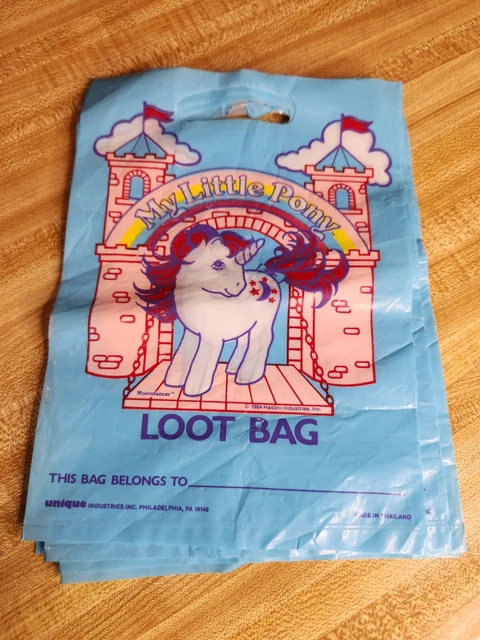 My Little Pony
Moondancer™
© 1984 Hasbro Industries, Inc.
LOOT BAG
THIS BAG BELONGS TO
unique INDUSTRIES INC. PHILADELPHIA, PA 19148
MADE IN THAILAND